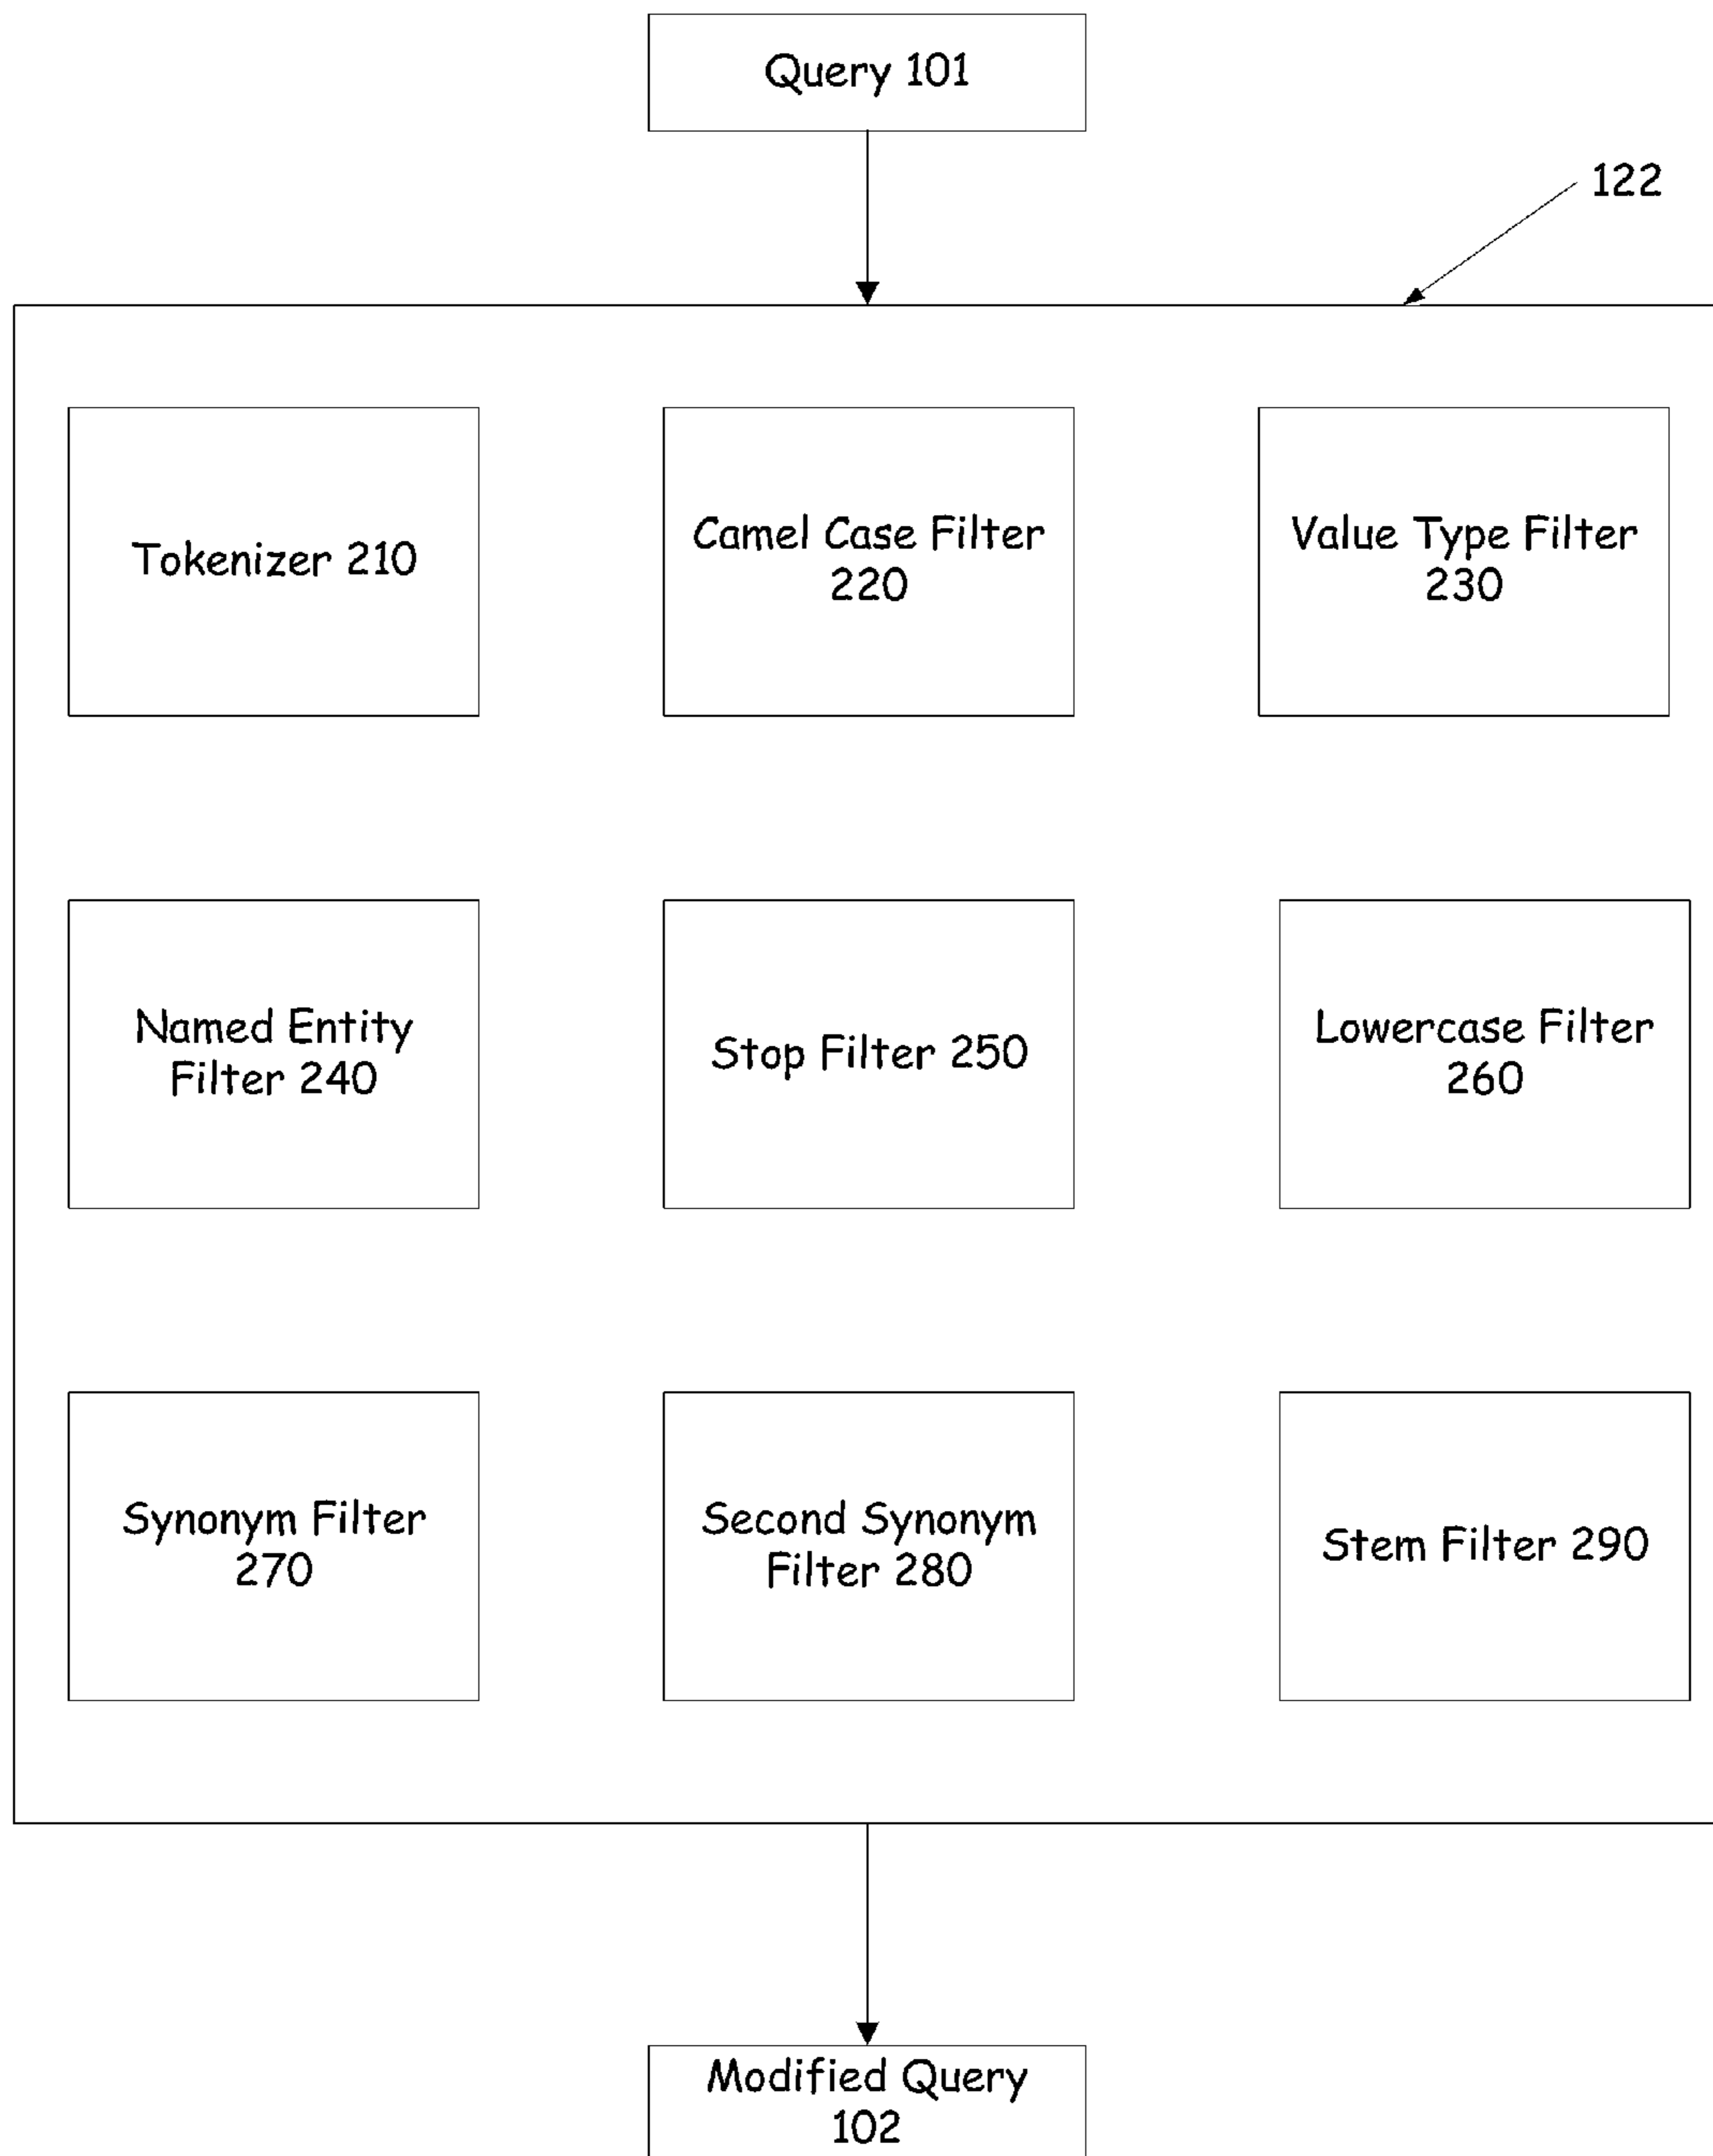 Query 101
122
Tokenizer 210
Camel Case Filter
220
Value Type Filter
230
Named Entity
Filter 240
Stop Filter 250
Lowercase Filter
260
Synonym Filter
270
Second Synonym
Filter 280
Stem Filter 290
Modified Query
102